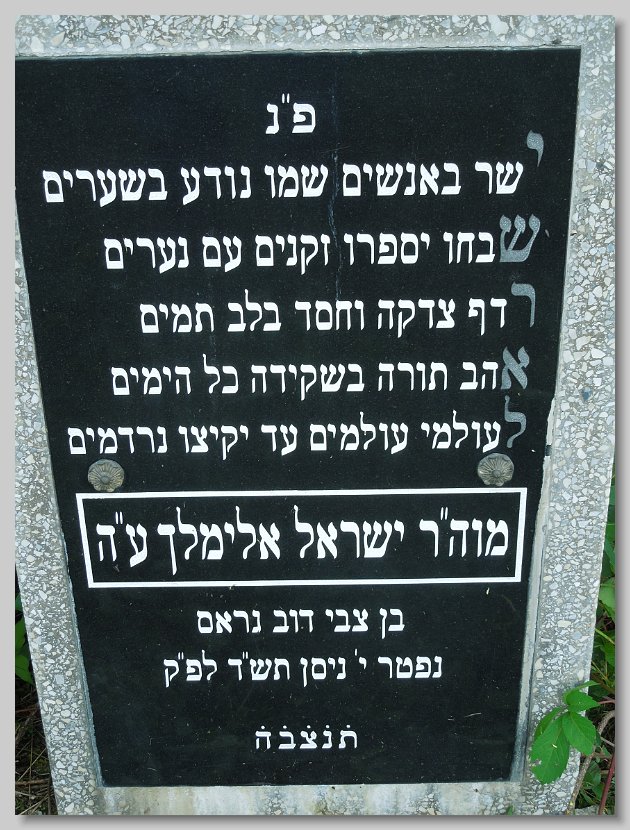 פ"נ
ישר באנשים שמו נודע בשערים
שבחו יספרו זקנים עם נערים
רדף צדקה וחסד בלב תמים
אהב תורה בשקידה כל הימים
לעולמי עולמים עד יקיצו נרדמים
מוה"ר ישראל אלימלך ע"ה
בן צבי דוב גראס
נפטר י' ניסן תש"ד לפ"ק
תנצבה